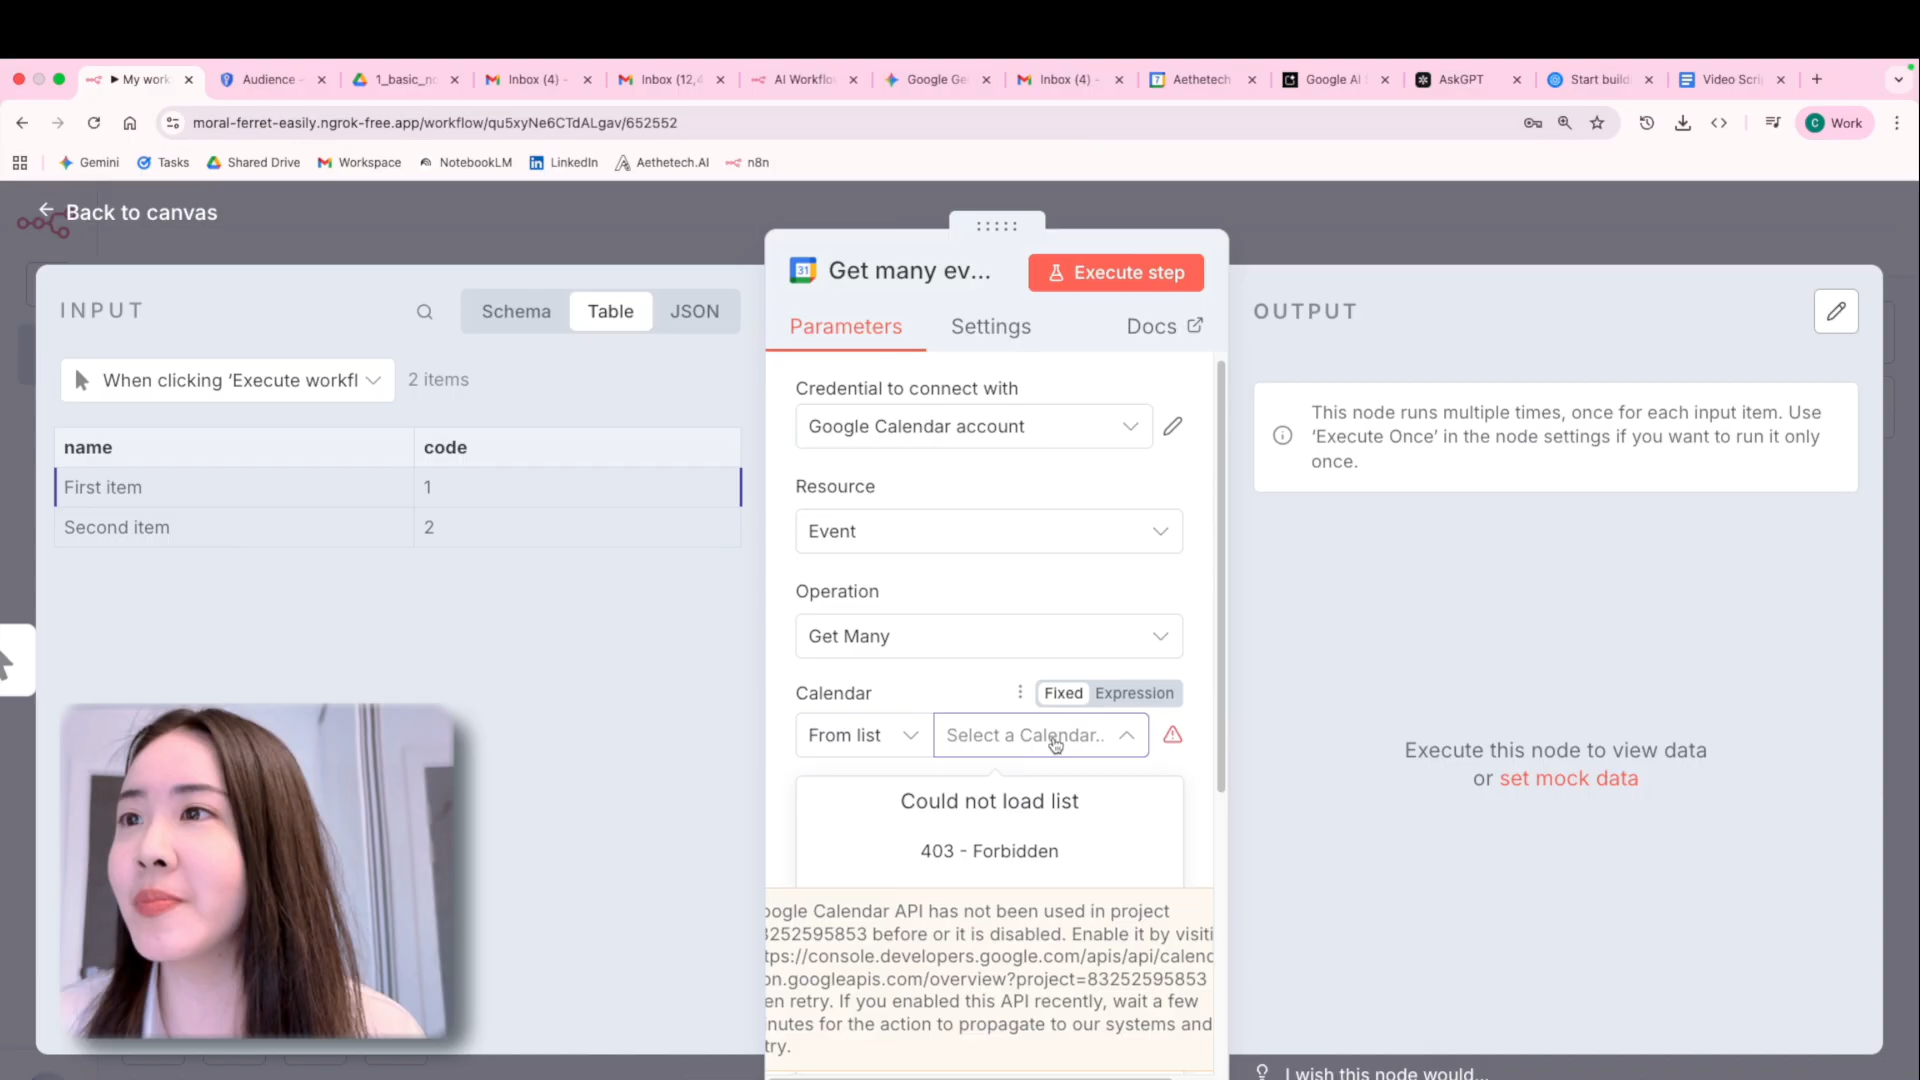 My work
Audience
1_basic_n
Inbox (4) -
Inbox (12,4
AI Workflo
Google Ge
Inbox (4) -
Aethetech
Google AI
AskGPT
Start build
Video Scri
moral-ferret-easily.ngrok-free.app/workflow/qu5xyNe6CTdALgav/652552
C Work
Gemini
Tasks
Shared Drive
Workspace
NotebookLM
LinkedIn
Aethetech.AI
n8n
Back to canvas
INPUT
Schema
Table
JSON
When clicking ‘Execute workfl
2 items
name code
First item 1
Second item 2
31 Get many ev...
Execute step
Parameters
Settings
Docs
Credential to connect with
Google Calendar account
Resource
Event
Operation
Get Many
Calendar
Fixed Expression
From list
Select a Calendar..
Could not load list
403 - Forbidden
oogle Calendar API has not been used in project
3252595853 before or it is disabled. Enable it by visiti
tps://console.developers.google.com/apis/api/calend
on.googleapis.com/overview?project=83252595853
en retry. If you enabled this API recently, wait a few
nutes for the action to propagate to our systems and
try.
OUTPUT
This node runs multiple times, once for each input item. Use
‘Execute Once’ in the node settings if you want to run it only
once.
Execute this node to view data
or set mock data
I wish this node would...